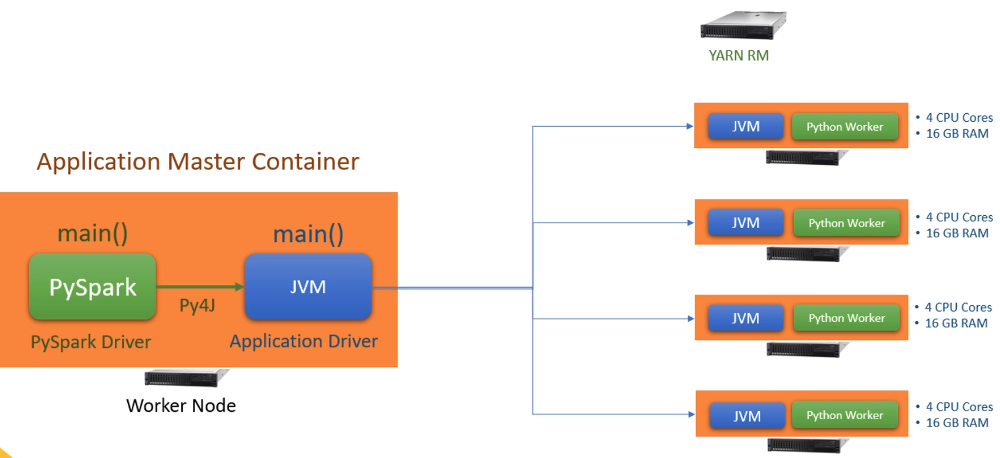 YARN RM
Application Master Container
main()
main()
PySpark
Py4J
JVM
PySpark Driver
Application Driver
Worker Node
JVM
Python Worker
• 4 CPU Cores
• 16 GB RAM
JVM
Python Worker
• 4 CPU Cores
• 16 GB RAM
JVM
Python Worker
• 4 CPU Cores
• 16 GB RAM
JVM
Python Worker
• 4 CPU Cores
• 16 GB RAM